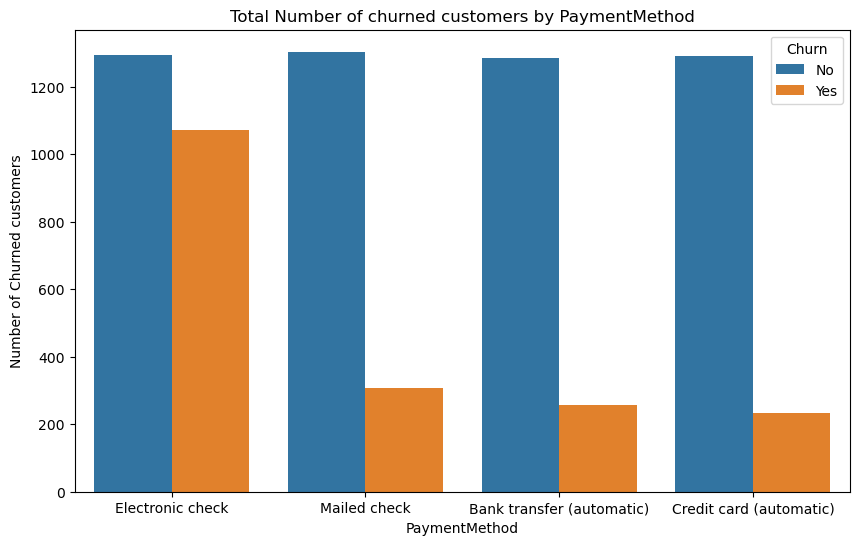 Total Number of churned customers by PaymentMethod
Churn
No
Yes
Number of Churned customers
1200
1000
800
600
400
200
0
Electronic check
Mailed check
Bank transfer (automatic)
Credit card (automatic)
PaymentMethod